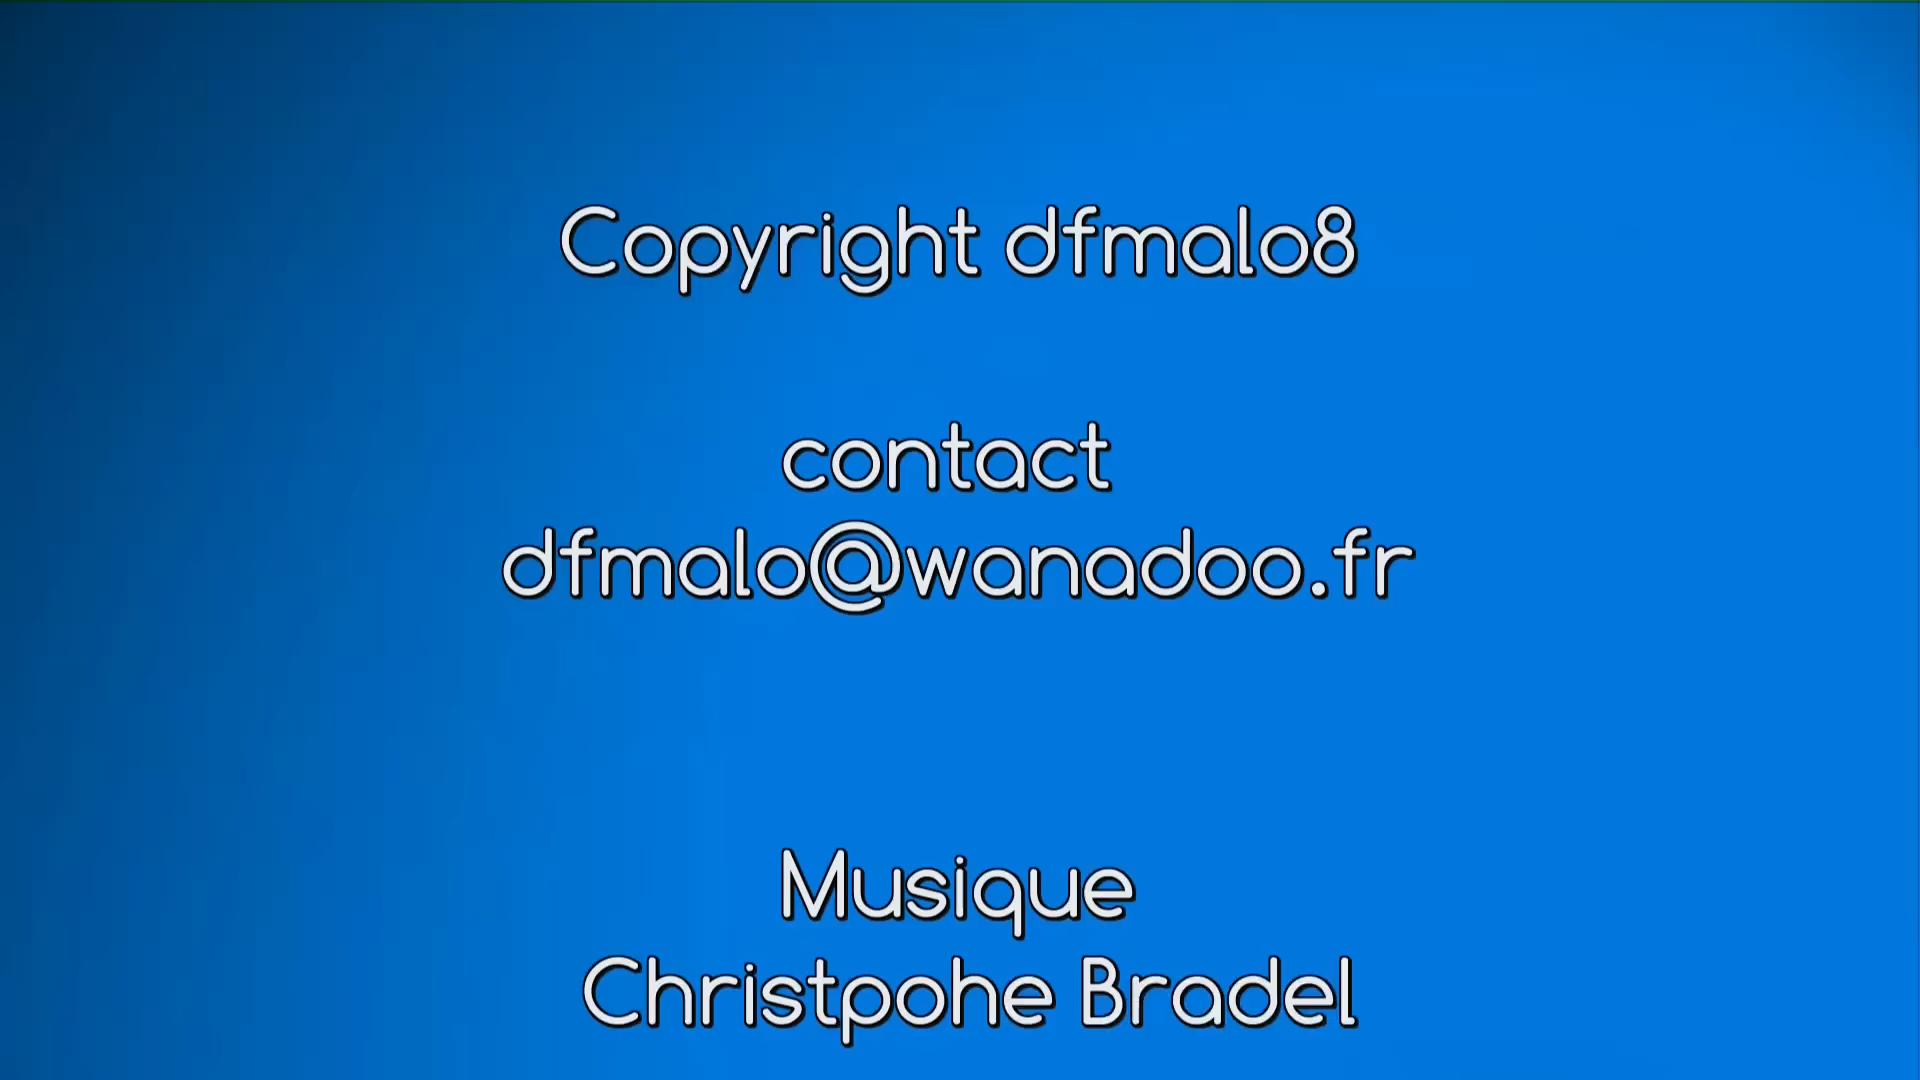 Copyright dfmalo8
contact
dfmalo@wanadoo.fr
Musique
Christpohe Bradel